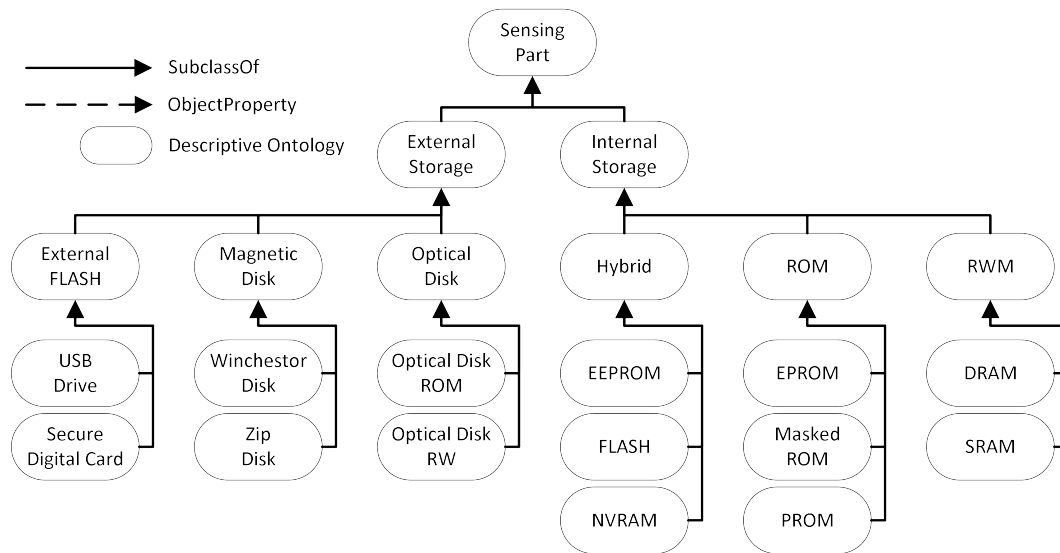 Sensing
Part
SubclassOf
ObjectProperty
Descriptive Ontology
External
Storage
Internal
Storage
External
FLASH
Magnetic
Disk
Optical
Disk
Hybrid
ROM
RWM
USB
Drive
Winchestor
Disk
Optical Disk
ROM
EEPROM
EPROM
DRAM
Secure
Digital Card
Zip
Disk
Optical Disk
RW
FLASH
Masked
ROM
SRAM
NVRAM
PROM